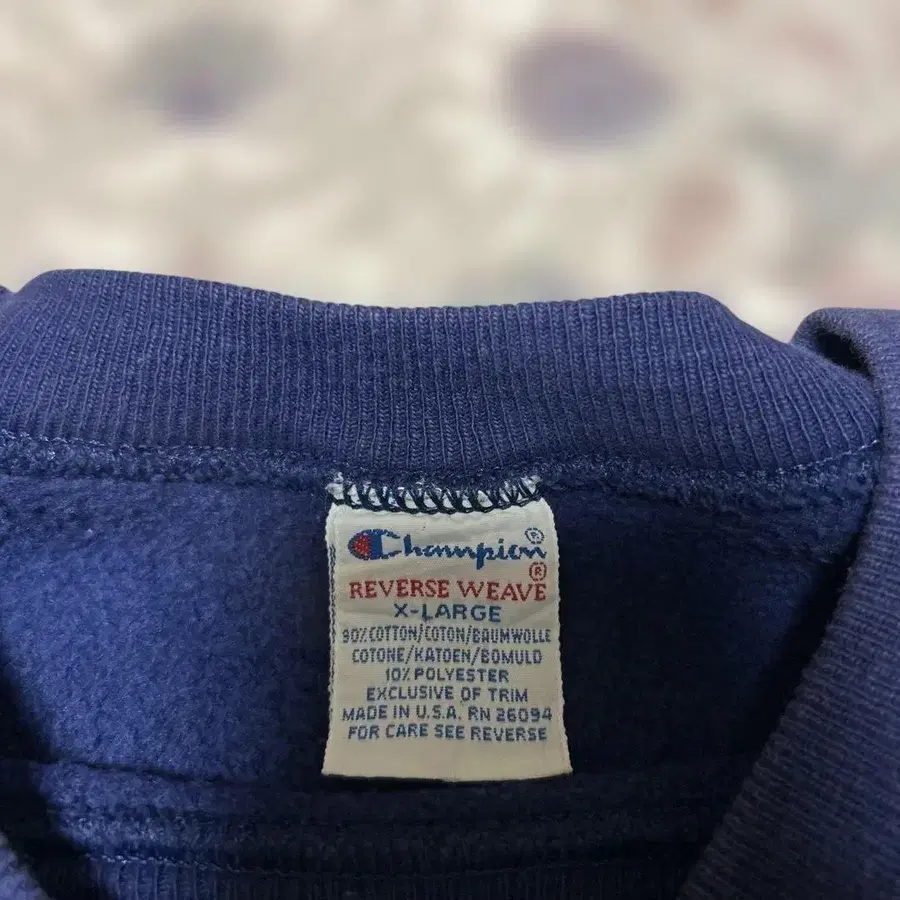 Champion®
®
REVERSE WEAVE
X-LARGE
90% COTTON/COTON/BAUMWOLLE
COTONE/KATOEN/BOMULD
10% POLYESTER
EXCLUSIVE OF TRIM
MADE IN U.S.A. RN 26094
FOR CARE SEE REVERSE